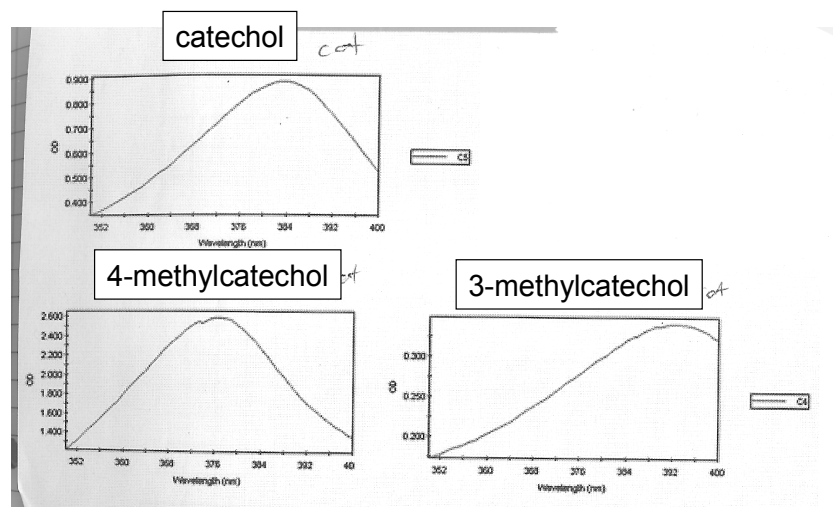 catechol
cat
0.900
0.800
0.700
0.600
0.500
0.400
OD
352 360 368 376 384 392 400
Wavelength (nm)
C5
4-methylcatechol
cat
2.600
2.400
2.200
2.000
1.800
1.600
1.400
OD
352 360 368 376 384 392 40
Wavelength (nm)
3-methylcatechol
0.300
0.250
0.200
OD
352 360 368 376 384 392 400
Wavelength (nm)
C4